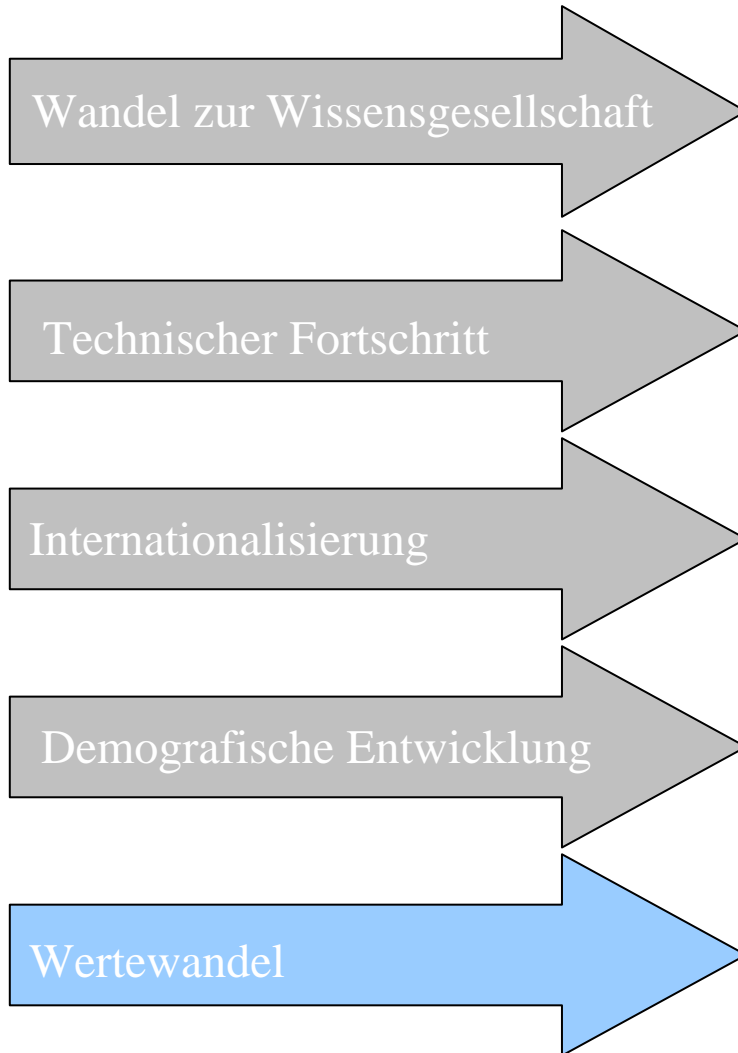 Wandel zur Wissensgesellschaft
Technischer Fortschritt
Internationalisierung
Demografische Entwicklung
Wertewandel